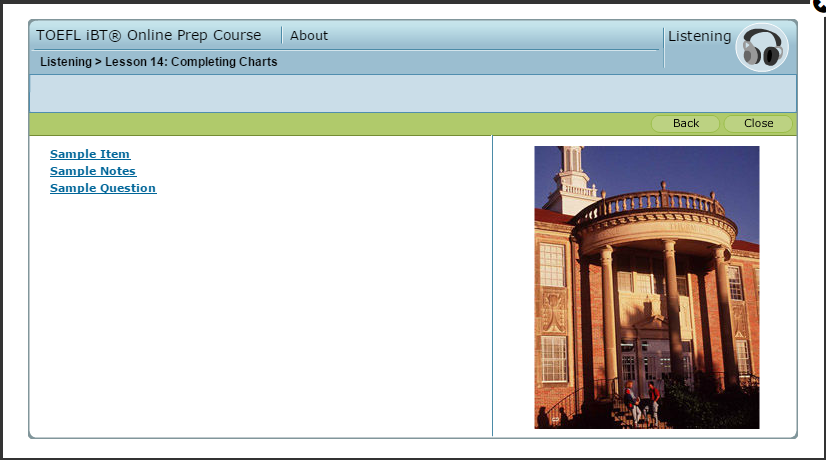 TOEFL iBT® Online Prep Course
About
Listening
Listening > Lesson 14: Completing Charts
Back
Close
Sample Item
Sample Notes
Sample Question